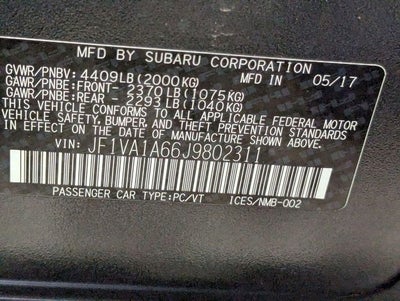 MFD BY SUBARU CORPORATION
GVWR/PNBV: 4409LB(2000KG) IN 05/17
GAWR/PNBE:FRONT- 2370LB(1075KG)
GAWR/PNBE:REAR - 2293LB(1040KG)
THIS VEHICLE CONFORMS TO ALL APPLICABLE FEDERAL MOTOR
VEHICLE SAFETY, BUMPER AND THEFT PREVENTION STANDARDS
IN EFFECT ON THE DATE OF MANUFACTURE SHOWN ABOVE.
VIN: JF1VA1A66J9802311
PASSENGER CAR TYPE:PC/VT ICES/NMB-002